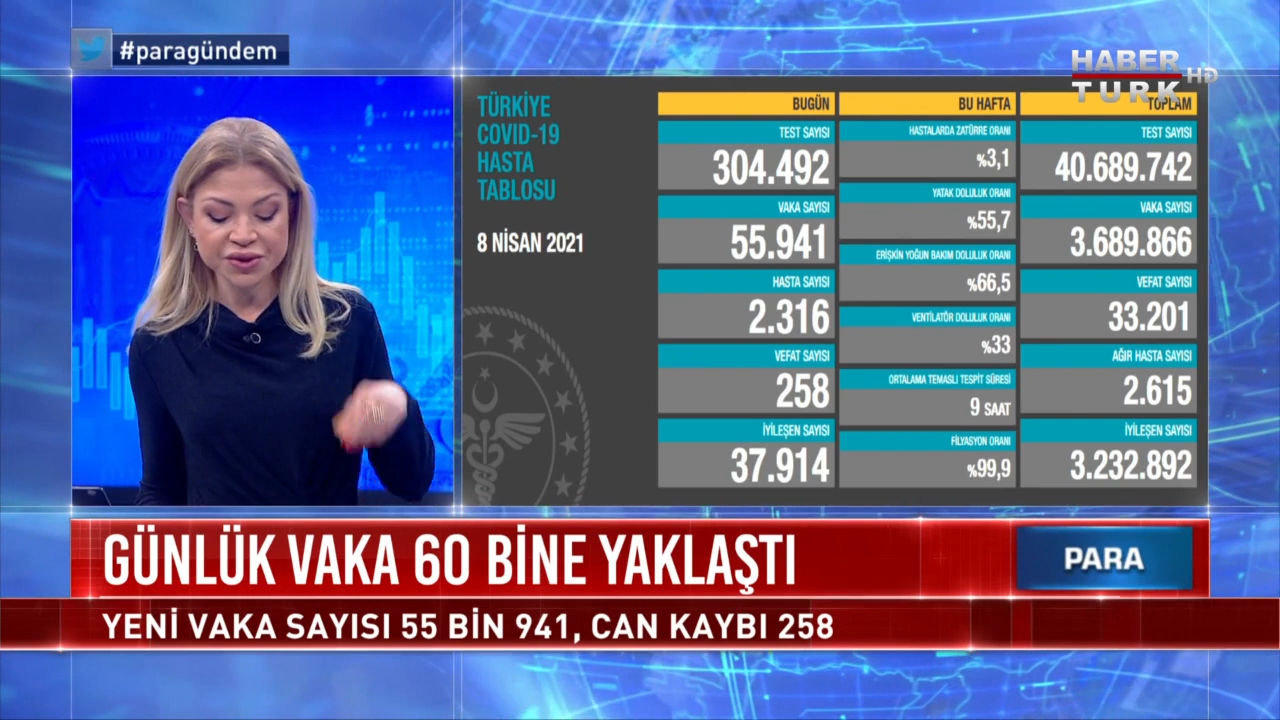 #paragündem
HABER
TURK HD
TÜRKİYE
COVID-19
HASTA
TABLOSU
8 NİSAN 2021
BUGÜN
TEST SAYISI
304.492
VAKA SAYISI
55.941
HASTA SAYISI
2.316
VEFAT SAYISI
258
İYİLEŞEN SAYISI
37.914
BU HAFTA
HASTALARDA ZATÜRRE ORANI
%3,1
YATAK DOLULUK ORANI
%55,7
ERİŞKİN YOĞUN BAKIM DOLULUK ORANI
%66,5
VENTİLATÖR DOLULUK ORANI
%33
ORTALAMA TEMASLI TESPİT SÜRESİ
9 SAAT
FİLYASYON ORANI
%99,9
TOPLAM
TEST SAYISI
40.689.742
VAKA SAYISI
3.689.866
VEFAT SAYISI
33.201
AĞIR HASTA SAYISI
2.615
İYİLEŞEN SAYISI
3.232.892
GÜNLÜK VAKA 60 BİNE YAKLAŞTI
PARA
YENİ VAKA SAYISI 55 BİN 941, CAN KAYBI 258